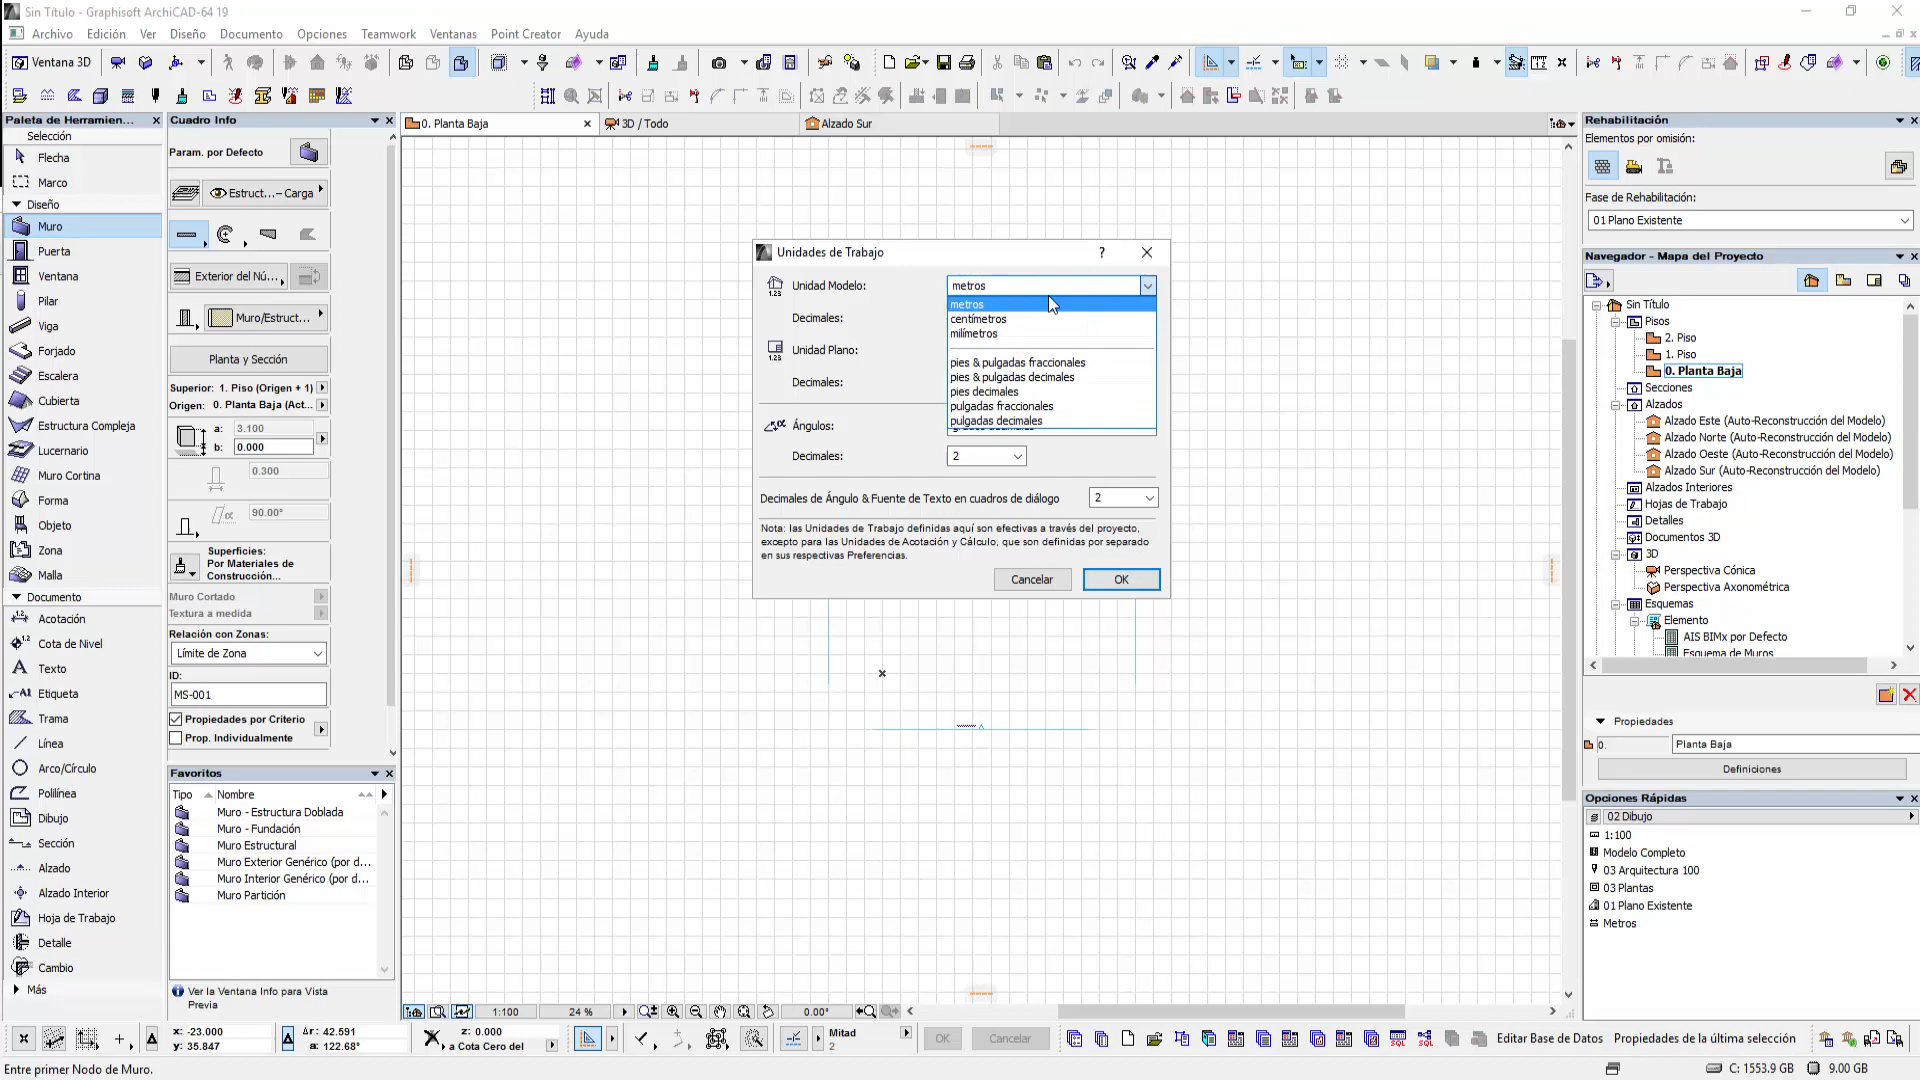 Sin Título - Graphisoft ArchiCAD-64 19
Archivo Edición Ver Diseño Documento Opciones Teamwork Ventanas Point Creator Ayuda
Ventana 3D
Paleta de Herramien...
Selección
Flecha
Marco
Diseño
Muro
Puerta
Ventana
Pilar
Viga
Forjado
Escalera
Cubierta
Estructura Compleja
Lucernario
Muro Cortina
Forma
Objeto
Zona
Malla
Documento
Acotación
Cota de Nivel
Texto
Etiqueta
Trama
Línea
Arco/Círculo
Polilínea
Dibujo
Sección
Alzado
Alzado Interior
Hoja de Trabajo
Detalle
Cambio
Más
Cuadro Info
Param. por Defecto
Estruct...– Carga
Exterior del Nú...
Muro/Estruct...
Planta y Sección
Superior: 1. Piso (Origen + 1)
Origen: 0. Planta Baja (Act...
a: 3.100
b: 0.000
0.300
90.00°
Superficies:
Por Materiales de
Construcción...
Muro Cortado
Textura a medida
Relación con Zonas:
Límite de Zona
ID:
MS-001
Propiedades por Criterio
Prop. Individualmente
Favoritos
Tipo Nombre
Muro - Estructura Doblada
Muro - Fundación
Muro Estructural
Muro Exterior Genérico (por d...
Muro Interior Genérico (por d...
Muro Partición
Ver la Ventana Info para Vista
Previa
0. Planta Baja
3D / Todo
Alzado Sur
Unidades de Trabajo
?
Unidad Modelo: metros
metros
centímetros
milímetros
pies & pulgadas fraccionales
pies & pulgadas decimales
pies decimales
pulgadas fraccionales
pulgadas decimales
Decimales:
Unidad Plano:
Decimales:
Ángulos:
Decimales: 2
Decimales de Ángulo & Fuente de Texto en cuadros de diálogo 2
Nota: las Unidades de Trabajo definidas aquí son efectivas a través del proyecto,
excepto para las Unidades de Acotación y Cálculo, que son definidas por separado
en sus respectivas Preferencias.
Cancelar OK
Rehabilitación
Elementos por omisión:
Fase de Rehabilitación:
01 Plano Existente
Navegador - Mapa del Proyecto
Sin Título
Pisos
2. Piso
1. Piso
0. Planta Baja
Secciones
Alzados
Alzado Este (Auto-Reconstrucción del Modelo)
Alzado Norte (Auto-Reconstrucción del Modelo)
Alzado Oeste (Auto-Reconstrucción del Modelo)
Alzado Sur (Auto-Reconstrucción del Modelo)
Alzados Interiores
Hojas de Trabajo
Detalles
Documentos 3D
3D
Perspectiva Cónica
Perspectiva Axonométrica
Esquemas
Elemento
AIS BIMx por Defecto
Esquema de Muros
Propiedades
0. Planta Baja
Definiciones
Opciones Rápidas
02 Dibujo
1:100
Modelo Completo
03 Arquitectura 100
03 Plantas
01 Plano Existente
Metros
1:100 24 % 0.00°
x: -23.000
y: 35.847
Δr: 42.591
a: 122.68°
z: 0.000
a Cota Cero del
Mitad
2
OK Cancelar
Editar Base de Datos Propiedades de la última selección
Entre primer Nodo de Muro.
C: 1553.9 GB 9.00 GB